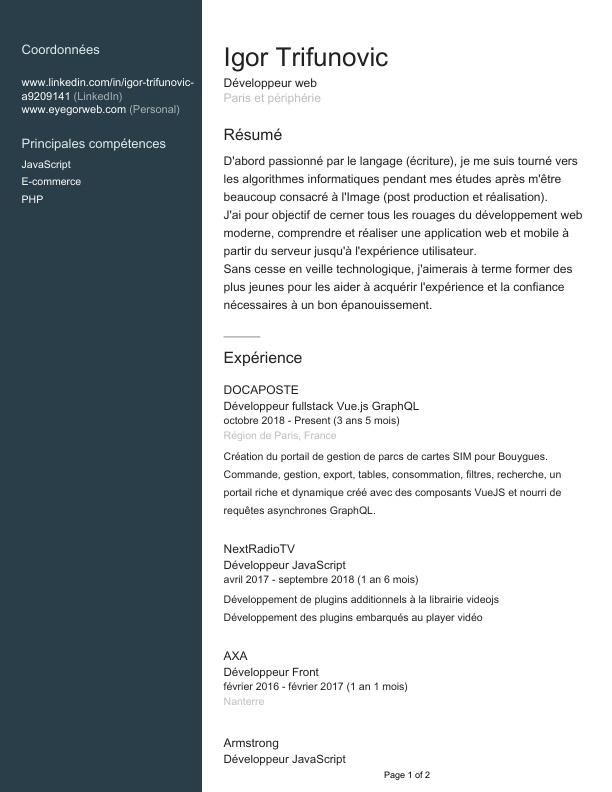 Coordonnées
www.linkedin.com/in/igor-trifunovic-
a9209141 (LinkedIn)
www.eyegorweb.com (Personal)
Principales compétences
JavaScript
E-commerce
PHP
Igor Trifunovic
Développeur web
Paris et périphérie
Résumé
D'abord passionné par le langage (écriture), je me suis tourné vers
les algorithmes informatiques pendant mes études après m'être
beaucoup consacré à l'Image (post production et réalisation).
J'ai pour objectif de cerner tous les rouages du développement web
moderne, comprendre et réaliser une application web et mobile à
partir du serveur jusqu'à l'expérience utilisateur.
Sans cesse en veille technologique, j'aimerais à terme former des
plus jeunes pour les aider à acquérir l'expérience et la confiance
nécessaires à un bon épanouissement.
Expérience
DOCAPOSTE
Développeur fullstack Vue.js GraphQL
octobre 2018 - Present (3 ans 5 mois)
Région de Paris, France
Création du portail de gestion de parcs de cartes SIM pour Bouygues.
Commande, gestion, export, tables, consommation, filtres, recherche, un
portail riche et dynamique créé avec des composants VueJS et nourri de
requêtes asynchrones GraphQL.
NextRadioTV
Développeur JavaScript
avril 2017 - septembre 2018 (1 an 6 mois)
Développement de plugins additionnels à la librairie videojs
Développement des plugins embarqués au player vidéo
AXA
Développeur Front
février 2016 - février 2017 (1 an 1 mois)
Nanterre
Armstrong
Développeur JavaScript
Page 1 of 2